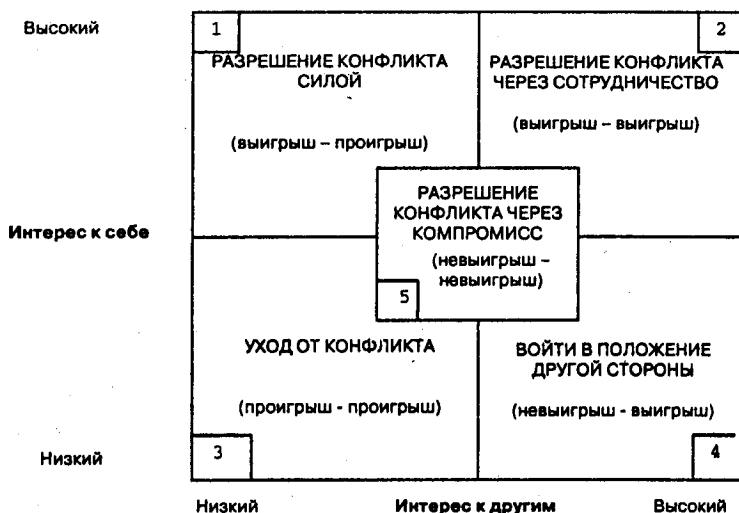 Высокий
1
РАЗРЕШЕНИЕ КОНФЛИКТА
СИЛОЙ
(выигрыш – проигрыш)
2
РАЗРЕШЕНИЕ КОНФЛИКТА
ЧЕРЕЗ СОТРУДНИЧЕСТВО
(выигрыш – выигрыш)
Интерес к себе
РАЗРЕШЕНИЕ
КОНФЛИКТА ЧЕРЕЗ
КОМПРОМИСС
(невыигрыш –
невыигрыш)
5
УХОД ОТ КОНФЛИКТА
(проигрыш - проигрыш)
3
ВОЙТИ В ПОЛОЖЕНИЕ
ДРУГОЙ СТОРОНЫ
(невыигрыш - выигрыш)
4
Низкий
Низкий
Интерес к другим
Высокий